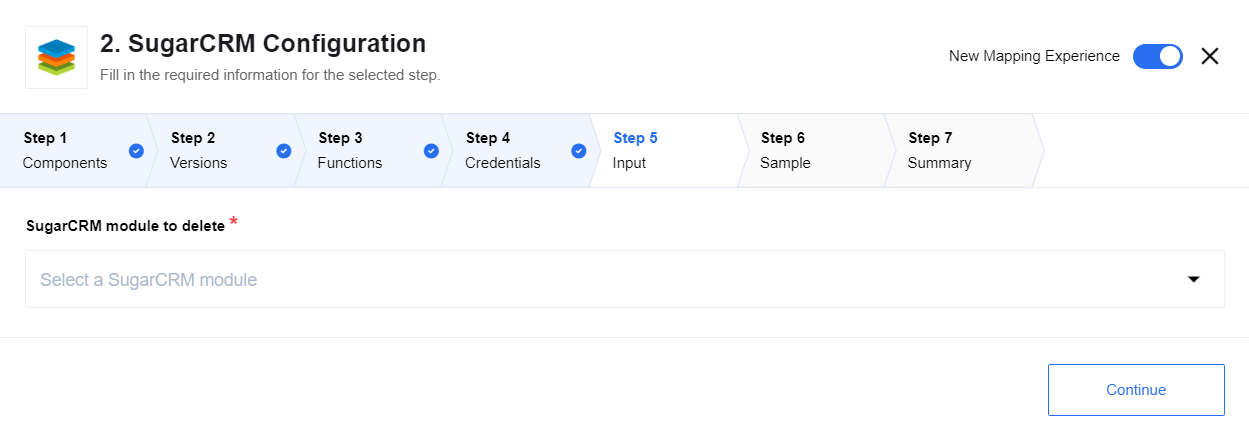 2. SugarCRM Configuration
Fill in the required information for the selected step.
New Mapping Experience
Step 1
Components
Step 2
Versions
Step 3
Functions
Step 4
Credentials
Step 5
Input
Step 6
Sample
Step 7
Summary
SugarCRM module to delete *
Select a SugarCRM module
Continue